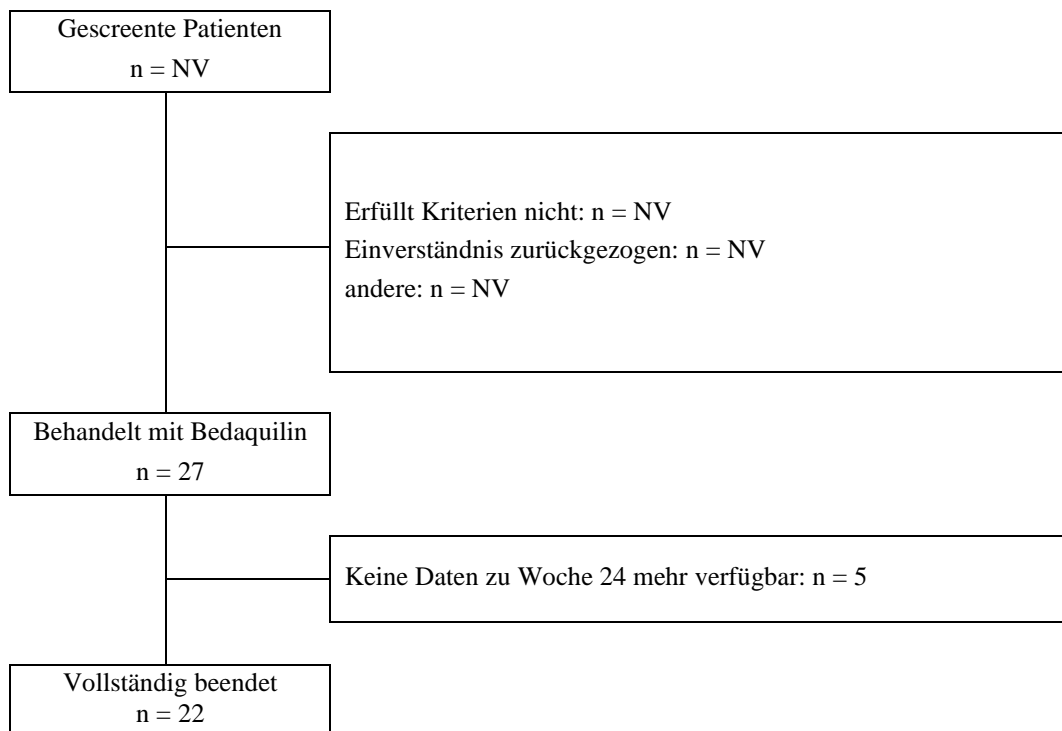 Gescreente Patienten
n = NV
Erfüllt Kriterien nicht: n = NV
Einverständnis zurückgezogen: n = NV
andere: n = NV
Behandelt mit Bedaquilin
n = 27
Keine Daten zu Woche 24 mehr verfügbar: n = 5
Vollständig beendet
n = 22